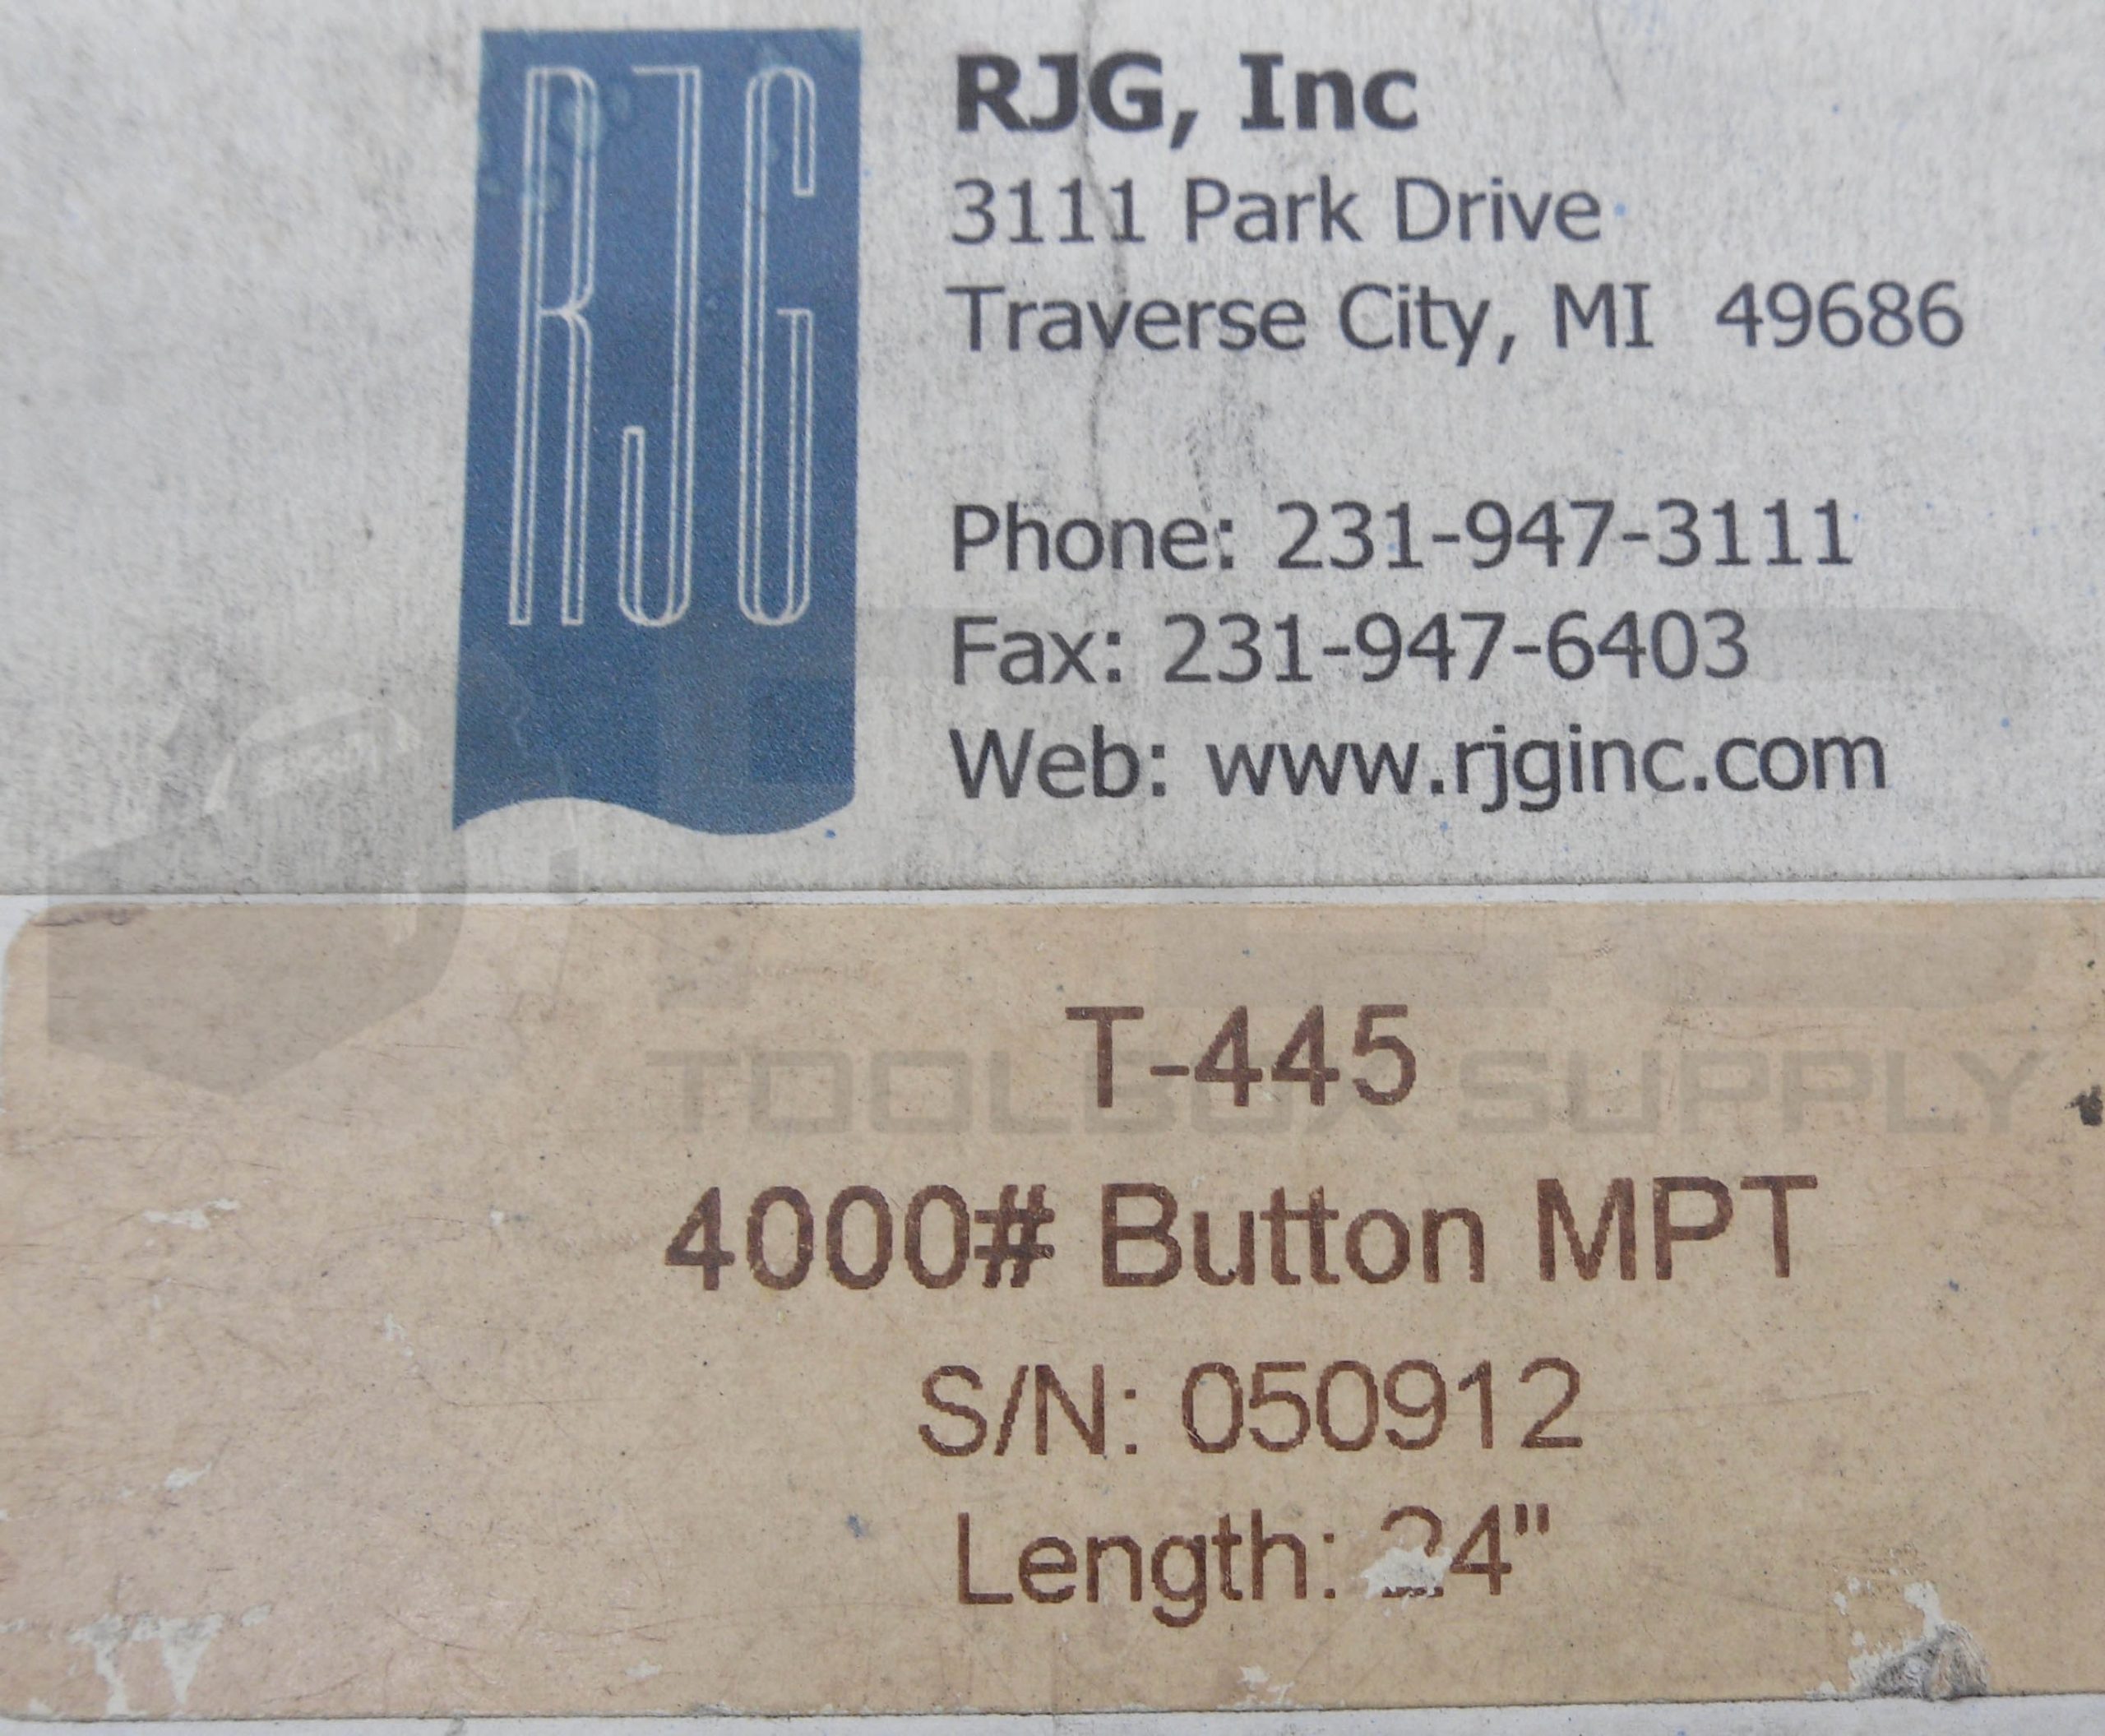 RJG
RJG, Inc
3111 Park Drive
Traverse City, MI 49686
Phone: 231-947-3111
Fax: 231-947-6403
Web: www.rjginc.com
TOOLBOX SUPPLY
T-445
4000# Button MPT
S/N: 050912
Length: 24"